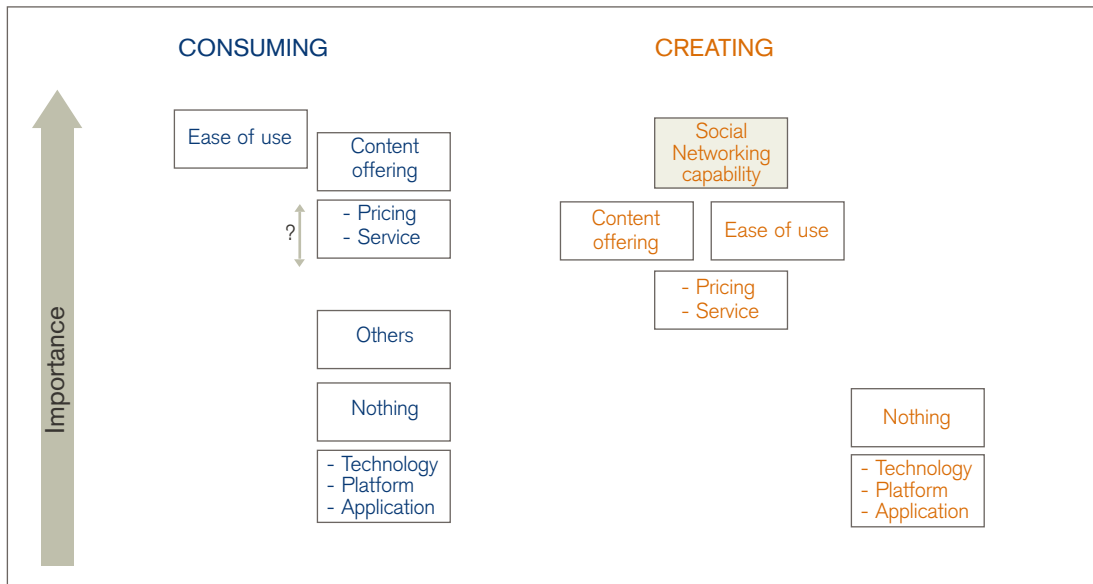 CONSUMING
CREATING
Importance
Ease of use
Content
offering
?
- Pricing
- Service
Others
Nothing
- Technology
- Platform
- Application
Social
Networking
capability
Content
offering
Ease of use
- Pricing
- Service
Nothing
- Technology
- Platform
- Application